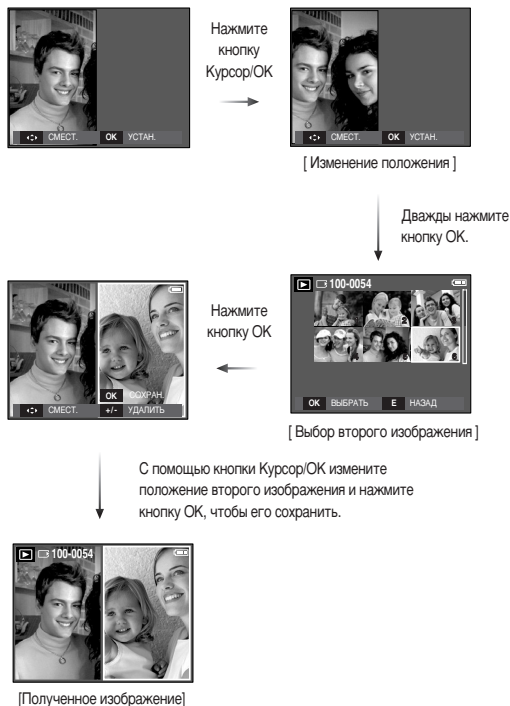 Нажмите
кнопку
Курсор/OK
СМЕСТ. OK УСТАН.
СМЕСТ. OK УСТАН.
[ Изменение положения ]
Дважды нажмите
кнопку OK.
100-0054
OK ВЫБРАТЬ E НАЗАД
[ Выбор второго изображения ]
Нажмите
кнопку OK
OK СОХРАН.
СМЕСТ. +/- УДАЛИТЬ
С помощью кнопки Курсор/OK измените
положение второго изображения и нажмите
кнопку OK, чтобы его сохранить.
100-0054
[Полученное изображение]